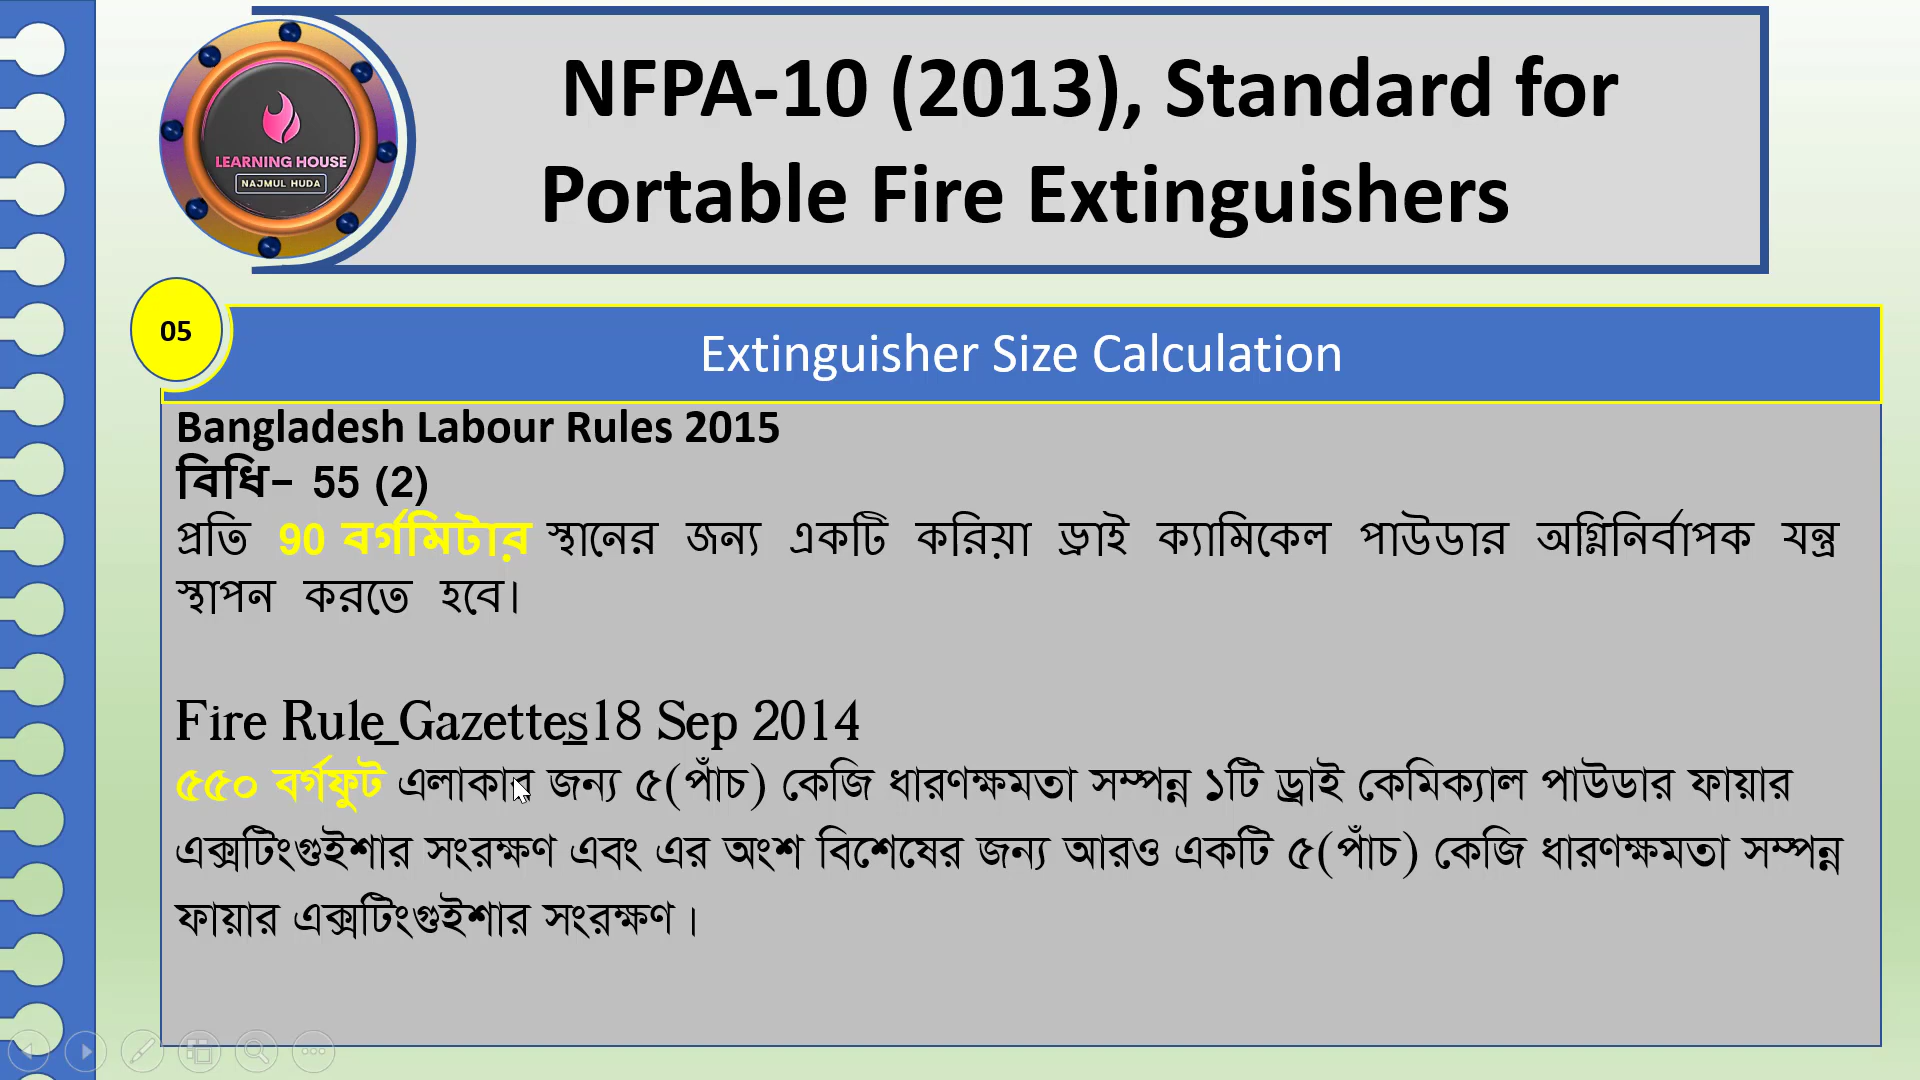 NFPA-10 (2013), Standard for
Portable Fire Extinguishers
LEARNING HOUSE
NAJMUL HUDA
05
Extinguisher Size Calculation
Bangladesh Labour Rules 2015
বিধি– 55 (2)
প্রতি 90 বর্গমিটার স্থানের জন্য একটি করিয়া ড্রাই ক্যামিকেল পাউডার অগ্নিনির্বাপক যন্ত্র
স্থাপন করতে হবে।
Fire Rule_Gazettes18 Sep 2014
৫৫০ বর্গফুট এলাকার জন্য ৫(পাঁচ) কেজি ধারণক্ষমতা সম্পন্ন ১টি ড্রাই কেমিক্যাল পাউডার ফায়ার
এক্সটিংগুইশার সংরক্ষণ এবং এর অংশ বিশেষের জন্য আরও একটি ৫(পাঁচ) কেজি ধারণক্ষমতা সম্পন্ন
ফায়ার এক্সটিংগুইশার সংরক্ষণ।